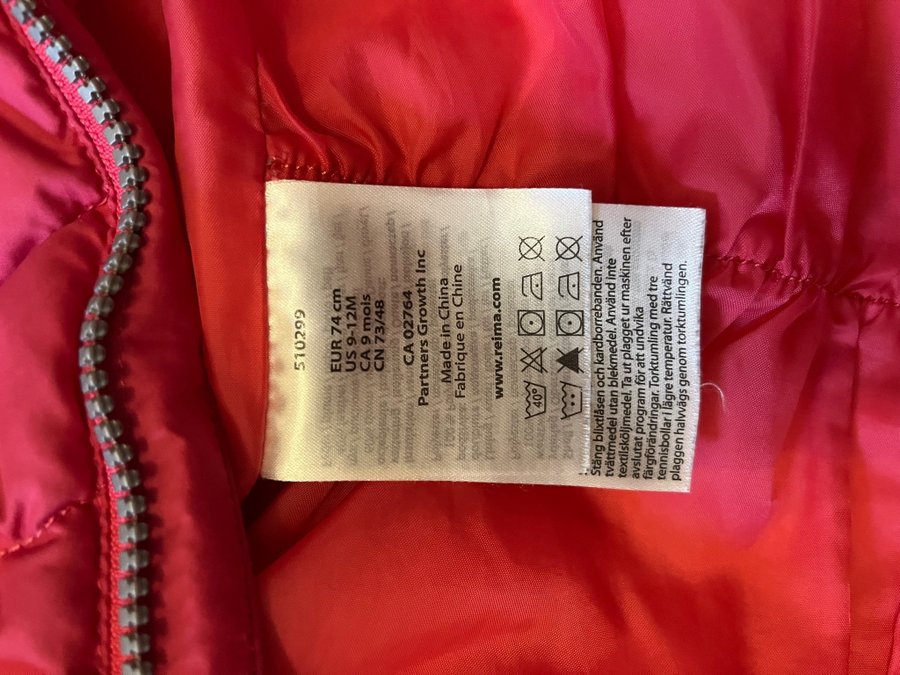 510299
EUR 74 cm
US 9-12M
CA 9 mois
CN 73/48
CA 02764
Partners Growth Inc
Made in China
Fabrique en Chine
www.reima.com
40°
Stäng blixtlåsen och kardborrebanden. Använd
tvättmedel utan blekmedel. Använd inte
textilsköljmedel. Ta ut plagget ur maskinen efter
avslutat program för att undvika
färgförändringar. Torktumling med tre
tennisbollar i lägre temperatur. Rättvänd
plaggen halvvägs genom torktumlingen.